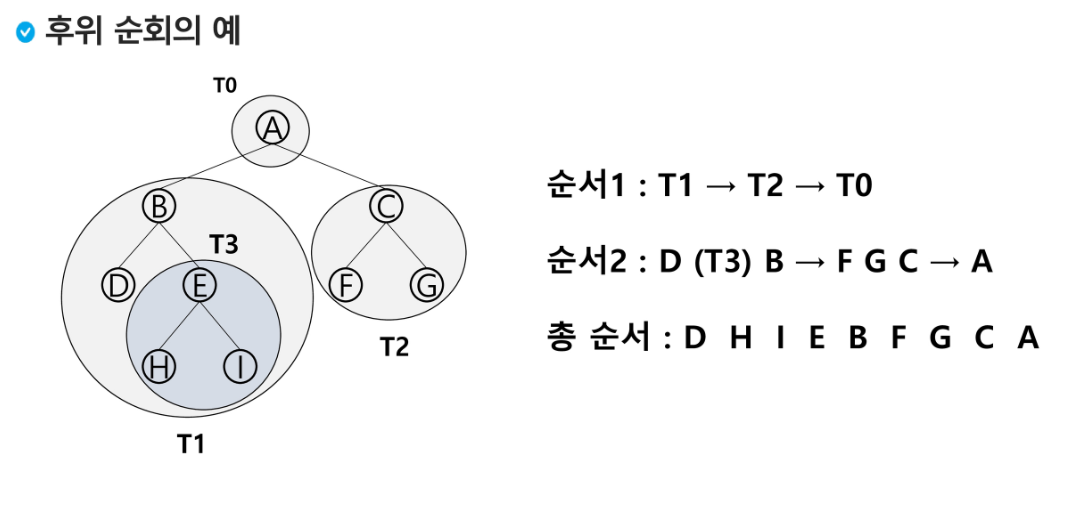 후위 순회의 예
T0
A
B
C
T3
D
E
F
G
H
I
T2
T1
순서1 : T1 → T2 → T0
순서2 : D (T3) B → F G C → A
총 순서 : D H I E B F G C A